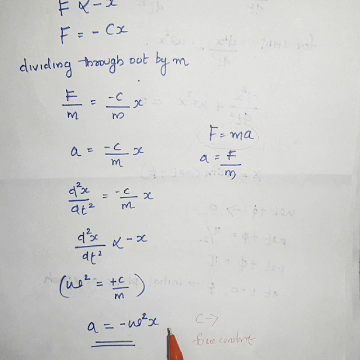 F ∝ -x
F = - Cx
dividing through out by m
F/m = -C/m x
F = ma
a = -C/m x
a = F/m
d²x/dt² = -C/m x
d²x/dt² ∝ -x
(ω² = +C/m)
a = -ω²x
C →